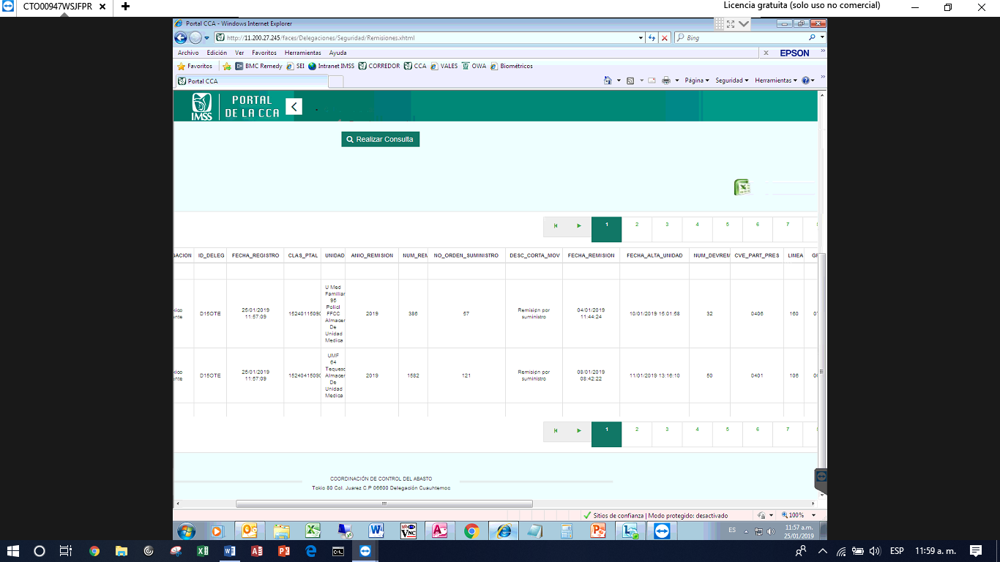 CTO00947WSJFPR
Licencia gratuita (solo uso no comercial)
Portal CCA - Windows Internet Explorer
http://11.200.27.245/faces/Delegaciones/Seguridad/Remisiones.xhtml
Bing
Archivo Edición Ver Favoritos Herramientas Ayuda
x EPSON
Favoritos BMC Remedy SEI Intranet IMSS CORREDOR CCA VALES OWA Biométricos
Portal CCA
Página Seguridad Herramientas
IMSS
PORTAL
DE LA CCA
Realizar Consulta
1 2 3 4 5 6 7
GACION ID_DELEG FECHA_REGISTRO CLAS_PTAL UNIDAD ANIO_REMISION NUM_REM NO_ORDEN_SUMINISTRO DESC_CORTA_MOV FECHA_REMISION FECHA_ALTA_UNIDAD NUM_DEVREM CVE_PART_PRES LINEA
xico
ente
D15OTE
25/01/2019
11:57:09
15240115090
U Med
Familiar
95
Policl
FFCC
Almacen
De
Unidad
Medica
2019
386
57
Remisión por
suministro
04/01/2019
11:44:24
10/01/2019 15:01:58
32
0406
160
xico
ente
D15OTE
25/01/2019
11:57:09
15240415090
UMF
64
Tequesq
Almacen
De
Unidad
Medica
2019
1582
121
Remisión por
suministro
08/01/2019
08:42:22
11/01/2019 13:16:10
50
0401
106
1 2 3 4 5 6 7
COORDINACIÓN DE CONTROL DEL ABASTO
Tokio 80 Col. Juarez C.P 06600 Delegación Cuauhtemoc
Sitios de confianza | Modo protegido: desactivado
100%
ES
11:57 a.m.
25/01/2019
ESP
11:59 a. m.